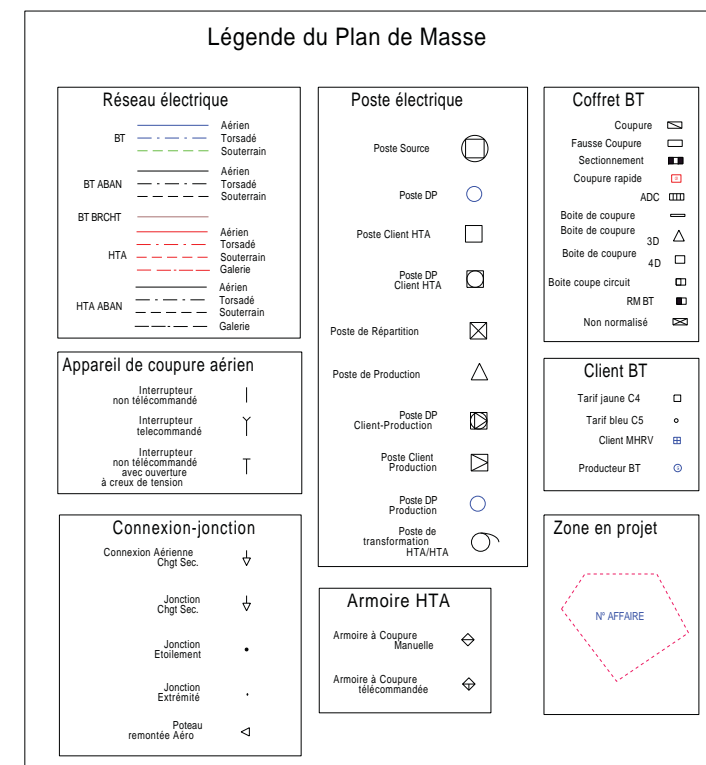 Légende du Plan de Masse
Réseau électrique
BT
Aérien
Torsadé
Souterrain
BT ABAN
Aérien
Torsadé
Souterrain
BT BRCHT
HTA
Aérien
Torsadé
Souterrain
Galerie
HTA ABAN
Aérien
Torsadé
Souterrain
Galerie
Appareil de coupure aérien
Interrupteur
non télécommandé
Interrupteur
telecommandé
Interrupteur
non télécommandé
avec ouverture
à creux de tension
Connexion-jonction
Connexion Aérienne
Chgt Sec.
Jonction
Chgt Sec.
Jonction
Etoilement
Jonction
Extrémité
Poteau
remontée Aéro
Poste électrique
Poste Source
Poste DP
Poste Client HTA
Poste DP
Client HTA
Poste de Répartition
Poste de Production
Poste DP
Client-Production
Poste Client
Production
Poste DP
Production
Poste de
transformation
HTA/HTA
Armoire HTA
Armoire à Coupure
Manuelle
Armoire à Coupure
télécommandée
Coffret BT
Coupure
Fausse Coupure
Sectionnement
Coupure rapide
ADC
Boite de coupure
Boite de coupure
3D
Boite de coupure
4D
Boite coupe circuit
RM BT
Non normalisé
Client BT
Tarif jaune C4
Tarif bleu C5
Client MHRV
Producteur BT
Zone en projet
N° AFFAIRE